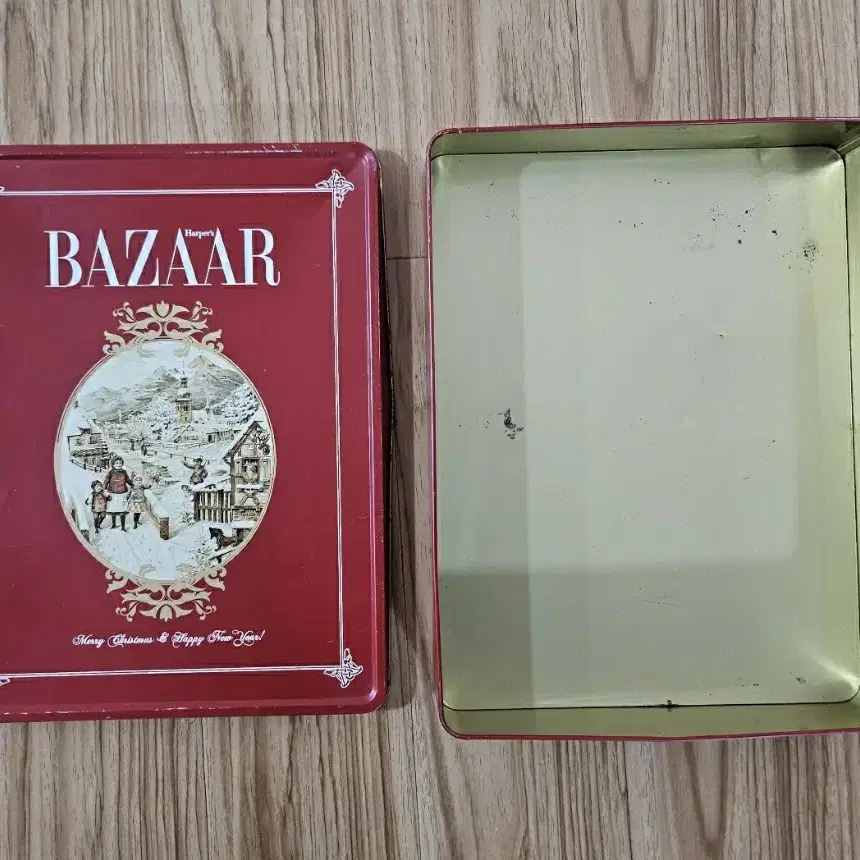 Harper's
BAZAAR
Merry Christmas & Happy New Year!